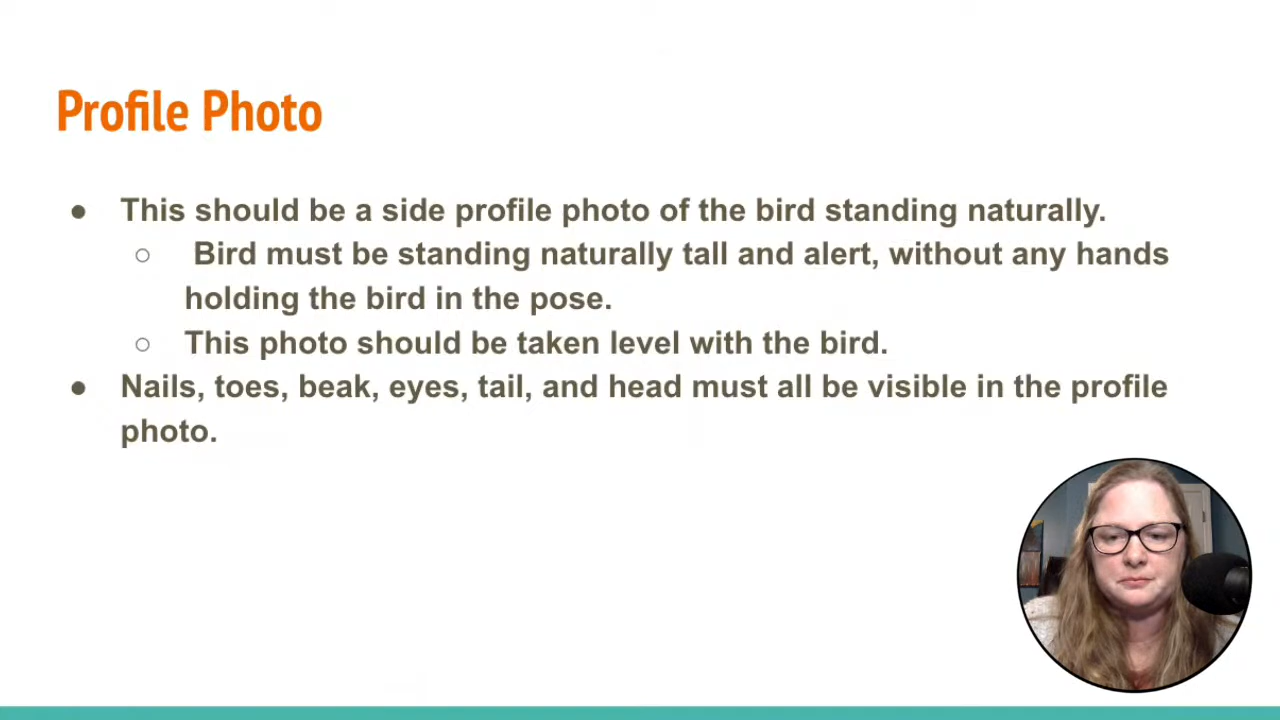 Profile Photo
● This should be a side profile photo of the bird standing naturally.
○ Bird must be standing naturally tall and alert, without any hands
holding the bird in the pose.
○ This photo should be taken level with the bird.
● Nails, toes, beak, eyes, tail, and head must all be visible in the profile
photo.